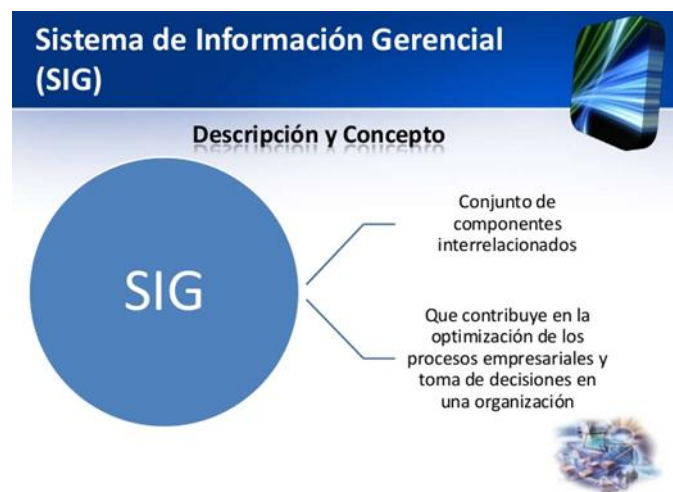 Sistema de Información Gerencial
(SIG)
Descripción y Concepto
SIG
Conjunto de
componentes
interrelacionados
Que contribuye en la
optimización de los
procesos empresariales y
toma de decisiones en
una organización